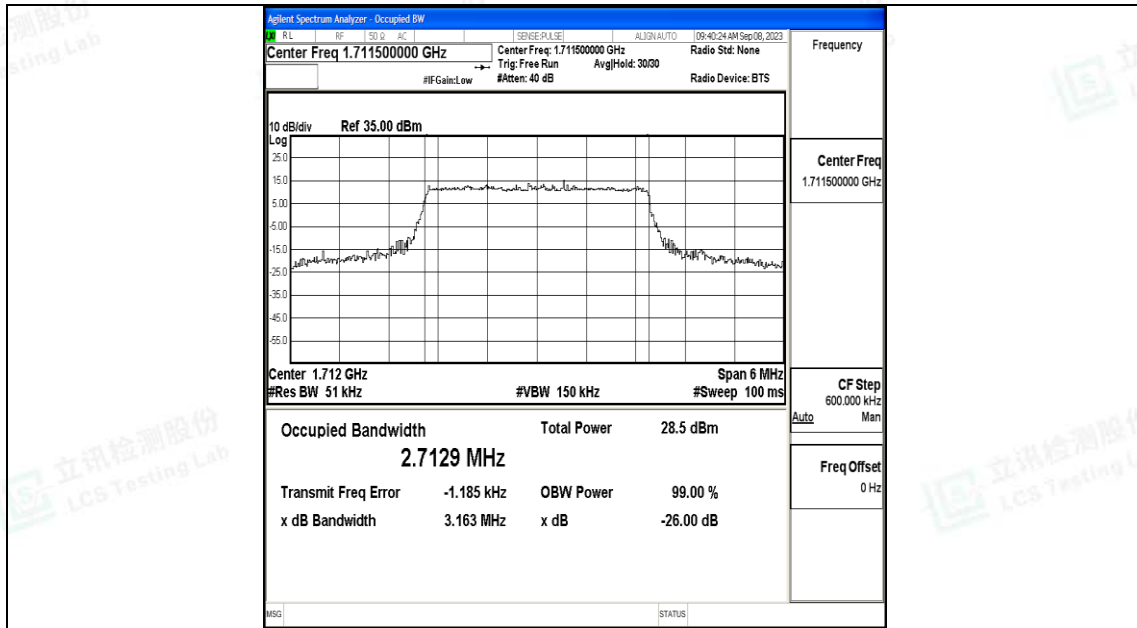 Agilent Spectrum Analyzer - Occupied BW
LXI RL RF 50 Ω AC SENSE:PULSE ALIGN AUTO 09:40:24 AM Sep 08, 2023
Center Freq 1.711500000 GHz
Center Freq: 1.711500000 GHz Radio Std: None
Trig: Free Run Avg|Hold: 30/30
#IFGain:Low #Atten: 40 dB Radio Device: BTS
10 dB/div Ref 35.00 dBm
Log
25.0
15.0
5.00
-5.00
-15.0
-25.0
-35.0
-45.0
-55.0
Center 1.712 GHz Span 6 MHz
#Res BW 51 kHz #VBW 150 kHz #Sweep 100 ms
Occupied Bandwidth Total Power 28.5 dBm
2.7129 MHz
Transmit Freq Error -1.185 kHz OBW Power 99.00 %
x dB Bandwidth 3.163 MHz x dB -26.00 dB
MSG STATUS
Frequency
Center Freq
1.711500000 GHz
CF Step
600.000 kHz
Auto Man
Freq Offset
0 Hz
立讯检测股份
LCS Testing Lab
立讯检测股份